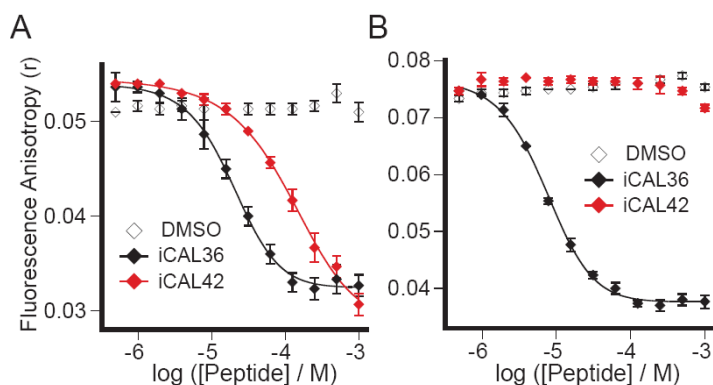 A
Fluorescence Anisotropy (r)
0.05
0.04
0.03
DMSO
iCAL36
iCAL42
-6 -5 -4 -3
log ([Peptide] / M)
B
0.08
0.07
0.06
0.05
0.04
DMSO
iCAL36
iCAL42
-6 -5 -4 -3
log ([Peptide] / M)